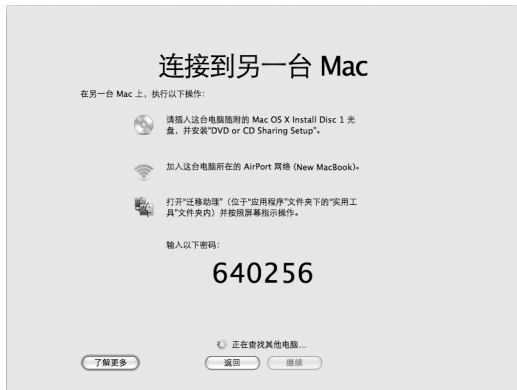 连接到另一台 Mac
在另一台 Mac 上，执行以下操作：
请插入这台电脑随附的 Mac OS X Install Disc 1 光
盘，并安装“DVD or CD Sharing Setup”。
加入这台电脑所在的 AirPort 网络 (New MacBook)。
打开“迁移助理”（位于“应用程序”文件夹下的“实用工
具”文件夹内）并按照屏幕指示操作。
输入以下密码：
640256
正在查找其他电脑...
了解更多 返回 继续